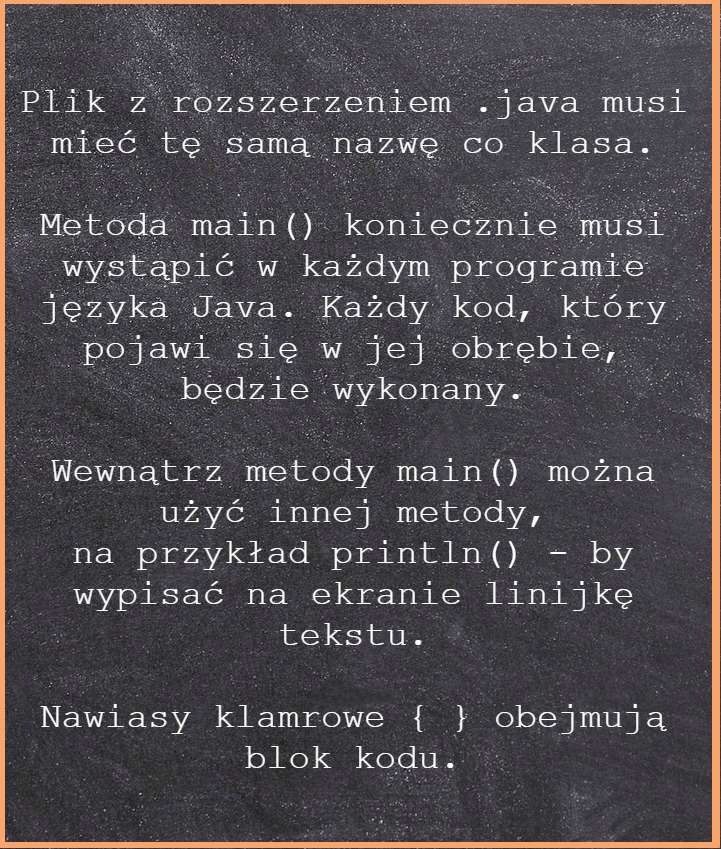 Plik z rozszerzeniem .java musi
mieć tę samą nazwę co klasa.
Metoda main() koniecznie musi
wystąpić w każdym programie
języka Java. Każdy kod, który
pojawi się w jej obrębie,
będzie wykonany.
Wewnątrz metody main() można
użyć innej metody,
na przykład println() - by
wypisać na ekranie linijkę
tekstu.
Nawiasy klamrowe { } obejmują
blok kodu.